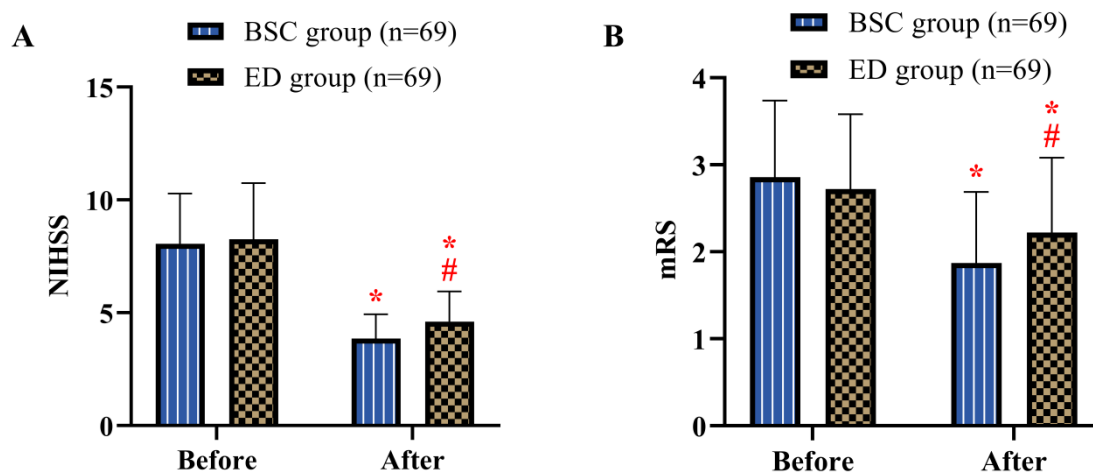 A
BSC group (n=69)
ED group (n=69)
NIHSS
15
10
5
0
*
*
#
Before
After
B
BSC group (n=69)
ED group (n=69)
mRS
4
3
2
1
0
*
*
#
Before
After